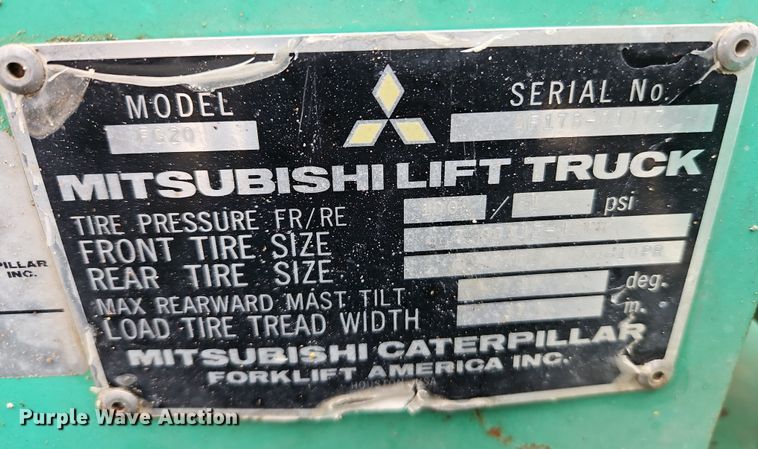 MODEL
SERIAL No.
FG20
MITSUBISHI LIFT TRUCK
TIRE PRESSURE FR/RE / psi
FRONT TIRE SIZE
REAR TIRE SIZE
MAX REARWARD MAST TILT deg.
LOAD TIRE TREAD WIDTH m.
MITSUBISHI CATERPILLAR
FORKLIFT AMERICA INC.
PILLAR
INC.
Purple Wave Auction